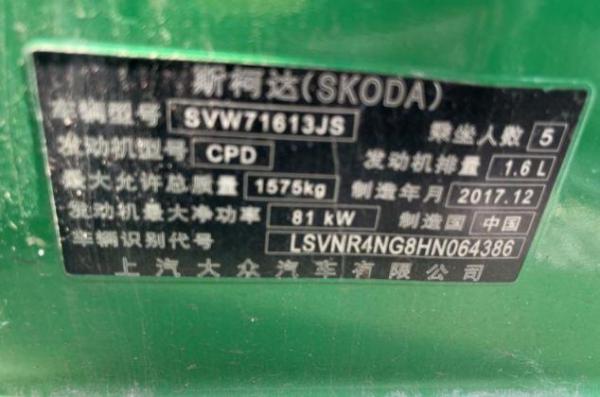 斯柯达(SKODA)
车辆型号 SVW71613JS 乘坐人数 5
发动机型号 CPD 发动机排量 1.6 L
最大允许总质量 1575kg 制造年月 2017.12
发动机最大净功率 81 kW 制造国 中国
车辆识别代号 LSVNR4NG8HN064386
上汽大众汽车有限公司